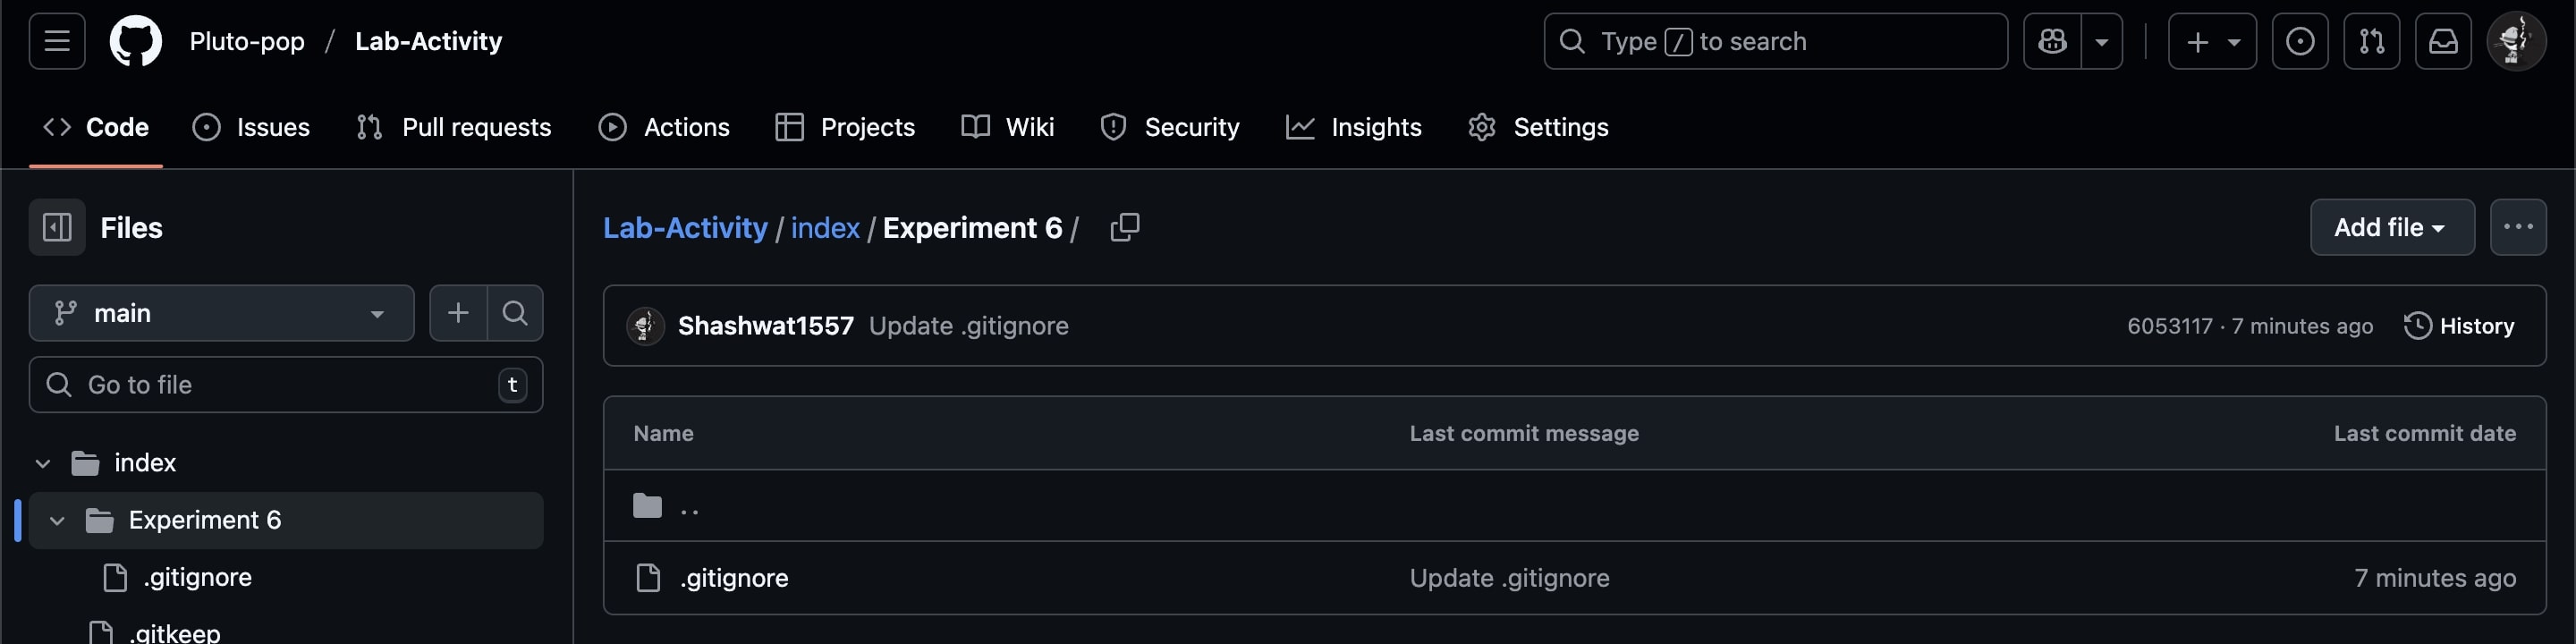 Pluto-pop / Lab-Activity
Type / to search
Code Issues Pull requests Actions Projects Wiki Security Insights Settings
Files
main
Go to file t
index
Experiment 6
.gitignore
.gitkeep
Lab-Activity / index / Experiment 6 /
Add file
Shashwat1557 Update .gitignore 6053117 · 7 minutes ago History
Name Last commit message Last commit date
..
.gitignore Update .gitignore 7 minutes ago